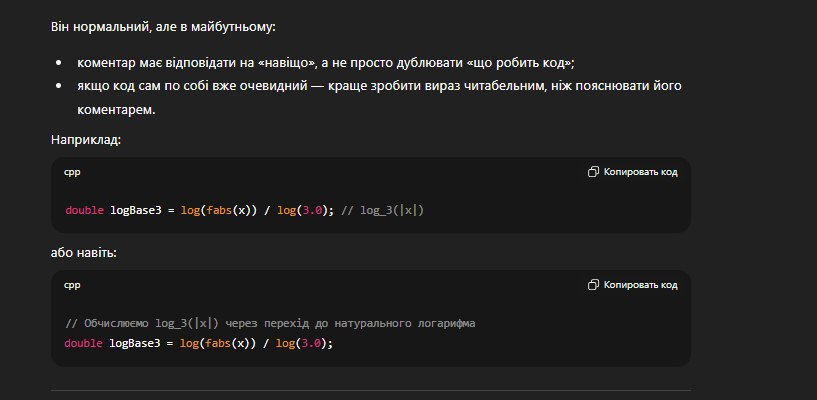 Він нормальний, але в майбутньому:
• коментар має відповідати на «навіщо», а не просто дублювати «що робить код»;
• якщо код сам по собі вже очевидний — краще зробити вираз читабельним, ніж пояснювати його
коментарем.
Наприклад:
cpp Копировать код
double logBase3 = log(fabs(x)) / log(3.0); // log_3(|x|)
або навіть:
cpp Копировать код
// Обчислюємо log_3(|x|) через перехід до натурального логарифма
double logBase3 = log(fabs(x)) / log(3.0);